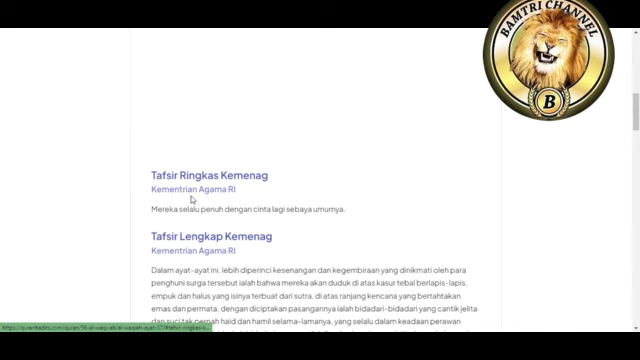 BAMTRI CHANNEL
B
Tafsir Ringkas Kemenag
Kementrian Agama RI
Mereka selalu penuh dengan cinta lagi sebaya umurnya.
Tafsir Lengkap Kemenag
Kementrian Agama RI
Dalam ayat-ayat ini, lebih diperinci kesenangan dan kegembiraan yang dinikmati oleh para
penghuni surga tersebut ialah bahwa mereka akan duduk di atas kasur tebal berlapis-lapis,
empuk dan halus yang isinya terbuat dari sutra, di atas ranjang kencana yang bertahtakan
emas dan permata, dengan diciptakan pasangannya ialah bidadari-bidadari yang cantik jelita
dan suci tak pernah haid dan hamil selama-lamanya, yang selalu dalam keadaan perawan